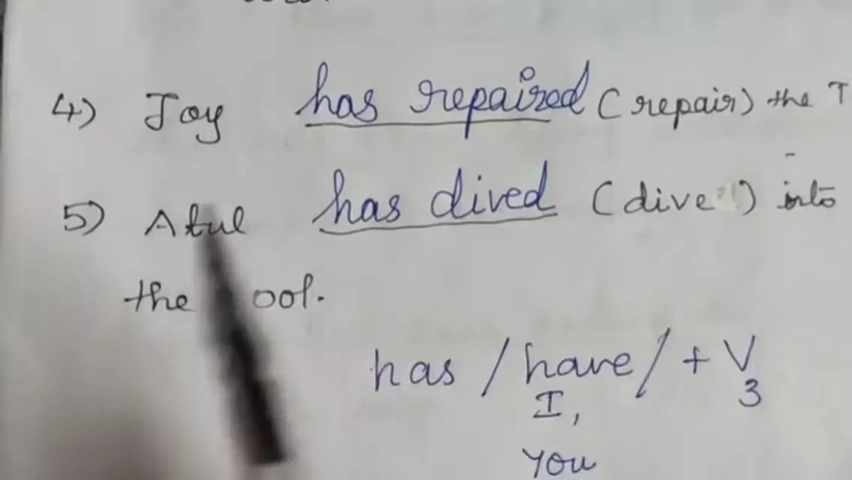 4) Joy has repaired (repair) the T
5) Atul has dived (dive) into
the ool.
has / have / + V3
I,
You